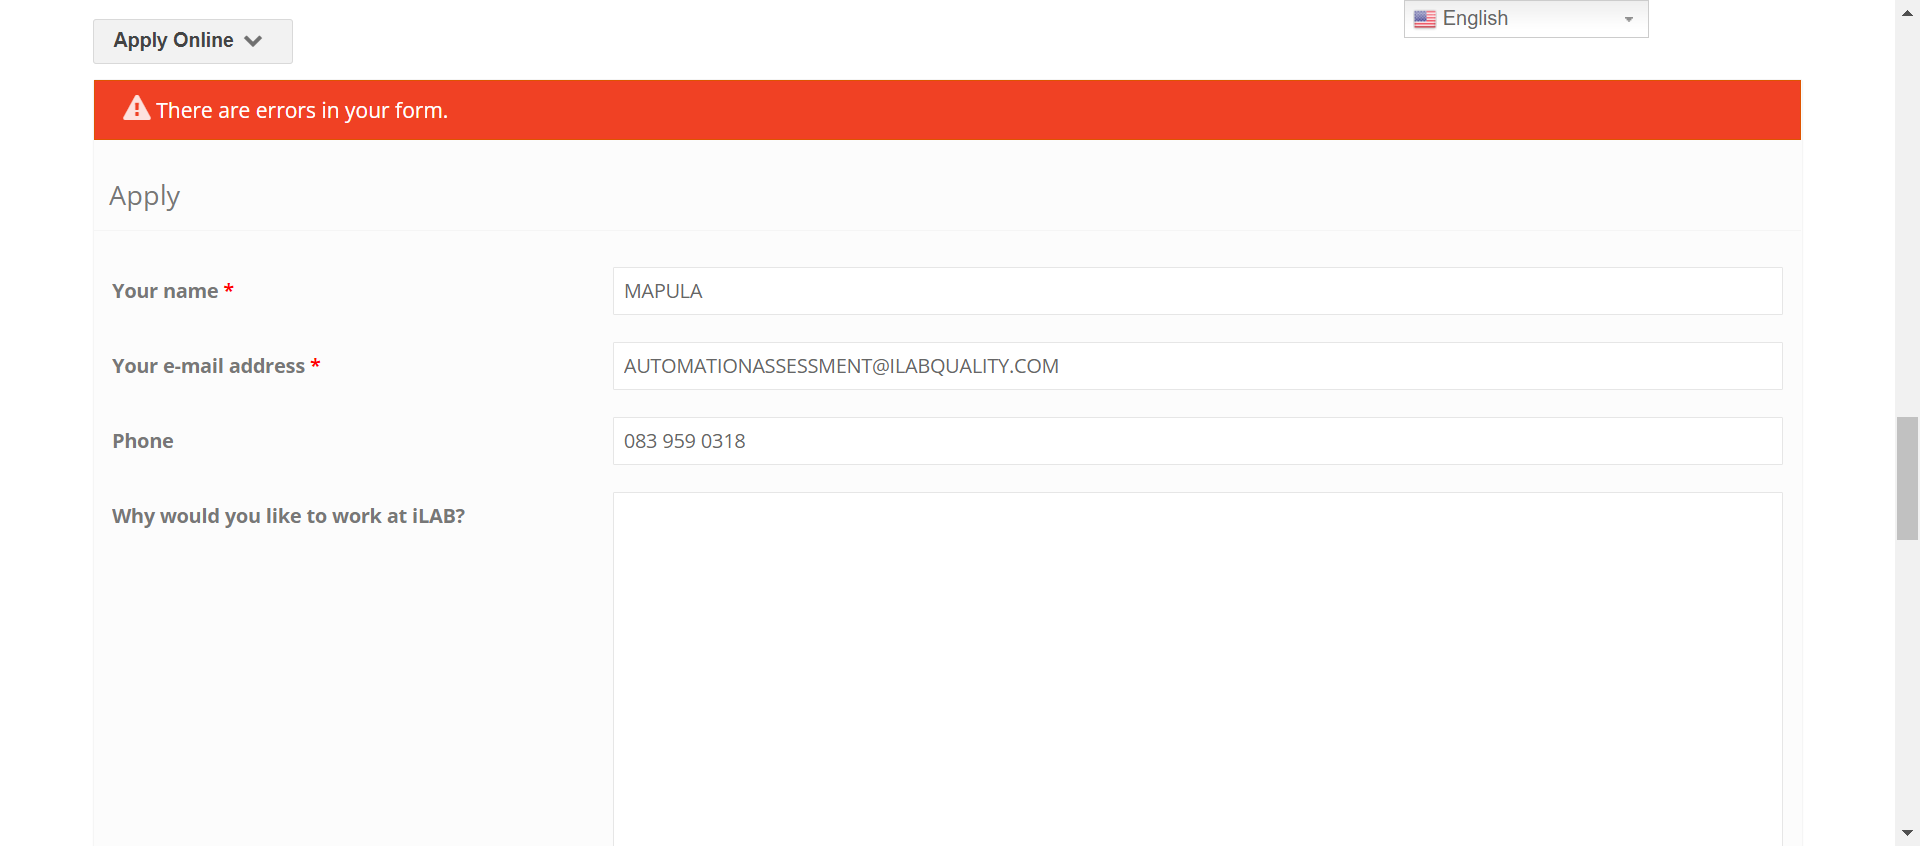 Apply Online
English
There are errors in your form.
Apply
Your name *
MAPULA
Your e-mail address *
AUTOMATIONASSESSMENT@ILABQUALITY.COM
Phone
083 959 0318
Why would you like to work at iLAB?